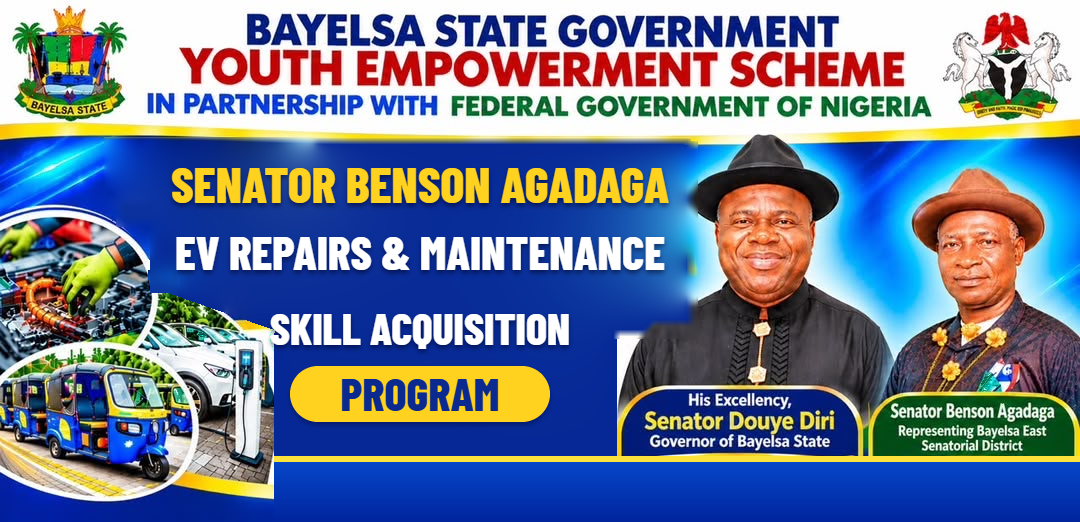 BAYELSA STATE GOVERNMENT
YOUTH EMPOWERMENT SCHEME
IN PARTNERSHIP WITH FEDERAL GOVERNMENT OF NIGERIA
BAYELSA STATE
SENATOR BENSON AGADAGA
EV REPAIRS & MAINTENANCE
SKILL ACQUISITION
PROGRAM
His Excellency,
Senator Douye Diri
Governor of Bayelsa State
Senator Benson Agadaga
Representing Bayelsa East
Senatorial District